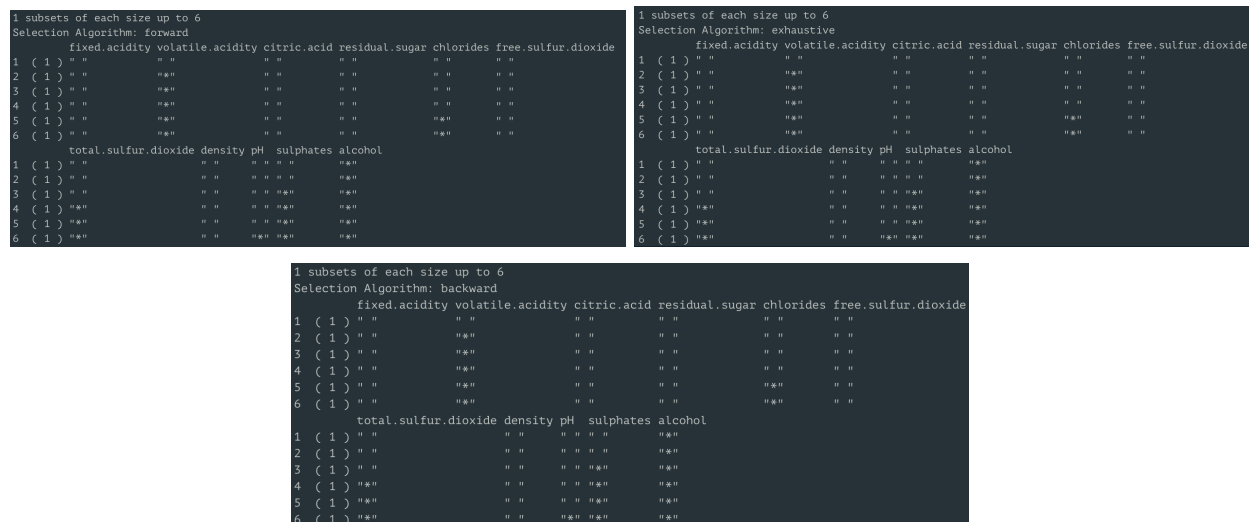 1 subsets of each size up to 6
Selection Algorithm: forward
         fixed.acidity volatile.acidity citric.acid residual.sugar chlorides free.sulfur.dioxide
1  ( 1 ) " "           " "              " "         " "            " "       " "
2  ( 1 ) " "           "*"              " "         " "            " "       " "
3  ( 1 ) " "           "*"              " "         " "            " "       " "
4  ( 1 ) " "           "*"              " "         " "            " "       " "
5  ( 1 ) " "           "*"              " "         " "            "*"       " "
6  ( 1 ) " "           "*"              " "         " "            "*"       " "
         total.sulfur.dioxide density pH  sulphates alcohol
1  ( 1 ) " "                  " "     " " " "       "*"
2  ( 1 ) " "                  " "     " " " "       "*"
3  ( 1 ) " "                  " "     " " "*"       "*"
4  ( 1 ) "*"                  " "     " " "*"       "*"
5  ( 1 ) "*"                  " "     " " "*"       "*"
6  ( 1 ) "*"                  " "     "*" "*"       "*"
1 subsets of each size up to 6
Selection Algorithm: exhaustive
         fixed.acidity volatile.acidity citric.acid residual.sugar chlorides free.sulfur.dioxide
1  ( 1 ) " "           " "              " "         " "            " "       " "
2  ( 1 ) " "           "*"              " "         " "            " "       " "
3  ( 1 ) " "           "*"              " "         " "            " "       " "
4  ( 1 ) " "           "*"              " "         " "            " "       " "
5  ( 1 ) " "           "*"              " "         " "            "*"       " "
6  ( 1 ) " "           "*"              " "         " "            "*"       " "
         total.sulfur.dioxide density pH  sulphates alcohol
1  ( 1 ) " "                  " "     " " " "       "*"
2  ( 1 ) " "                  " "     " " " "       "*"
3  ( 1 ) " "                  " "     " " "*"       "*"
4  ( 1 ) "*"                  " "     " " "*"       "*"
5  ( 1 ) "*"                  " "     " " "*"       "*"
6  ( 1 ) "*"                  " "     "*" "*"       "*"
1 subsets of each size up to 6
Selection Algorithm: backward
         fixed.acidity volatile.acidity citric.acid residual.sugar chlorides free.sulfur.dioxide
1  ( 1 ) " "           " "              " "         " "            " "       " "
2  ( 1 ) " "           "*"              " "         " "            " "       " "
3  ( 1 ) " "           "*"              " "         " "            " "       " "
4  ( 1 ) " "           "*"              " "         " "            " "       " "
5  ( 1 ) " "           "*"              " "         " "            "*"       " "
6  ( 1 ) " "           "*"              " "         " "            "*"       " "
         total.sulfur.dioxide density pH  sulphates alcohol
1  ( 1 ) " "                  " "     " " " "       "*"
2  ( 1 ) " "                  " "     " " " "       "*"
3  ( 1 ) " "                  " "     " " "*"       "*"
4  ( 1 ) "*"                  " "     " " "*"       "*"
5  ( 1 ) "*"                  " "     " " "*"       "*"
6  ( 1 ) "*"                  " "     "*" "*"       "*"